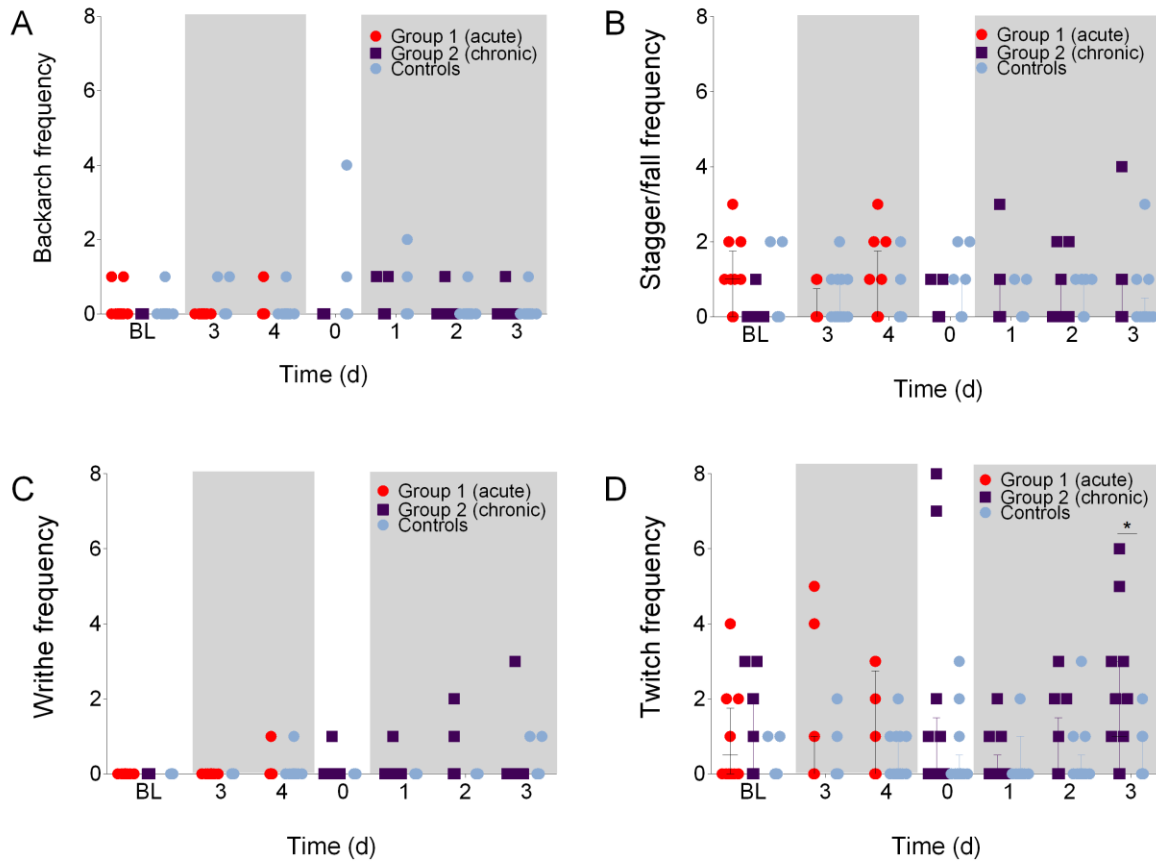 A
Backarch frequency
8
6
4
2
0
Group 1 (acute)
Group 2 (chronic)
Controls
BL 3 4 0 1 2 3
Time (d)
B
Stagger/fall frequency
8
6
4
2
0
Group 1 (acute)
Group 2 (chronic)
Controls
BL 3 4 0 1 2 3
Time (d)
C
Writhe frequency
8
6
4
2
0
Group 1 (acute)
Group 2 (chronic)
Controls
BL 3 4 0 1 2 3
Time (d)
D
Twitch frequency
8
6
4
2
0
Group 1 (acute)
Group 2 (chronic)
Controls
*
BL 3 4 0 1 2 3
Time (d)